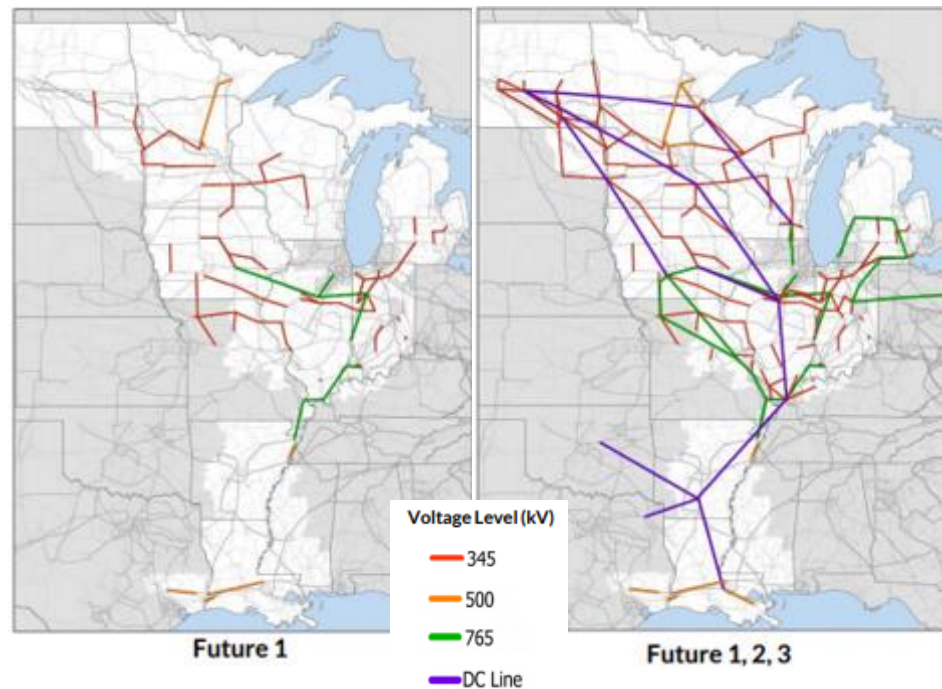 Voltage Level (kV)
345
500
765
DC Line
Future 1
Future 1, 2, 3